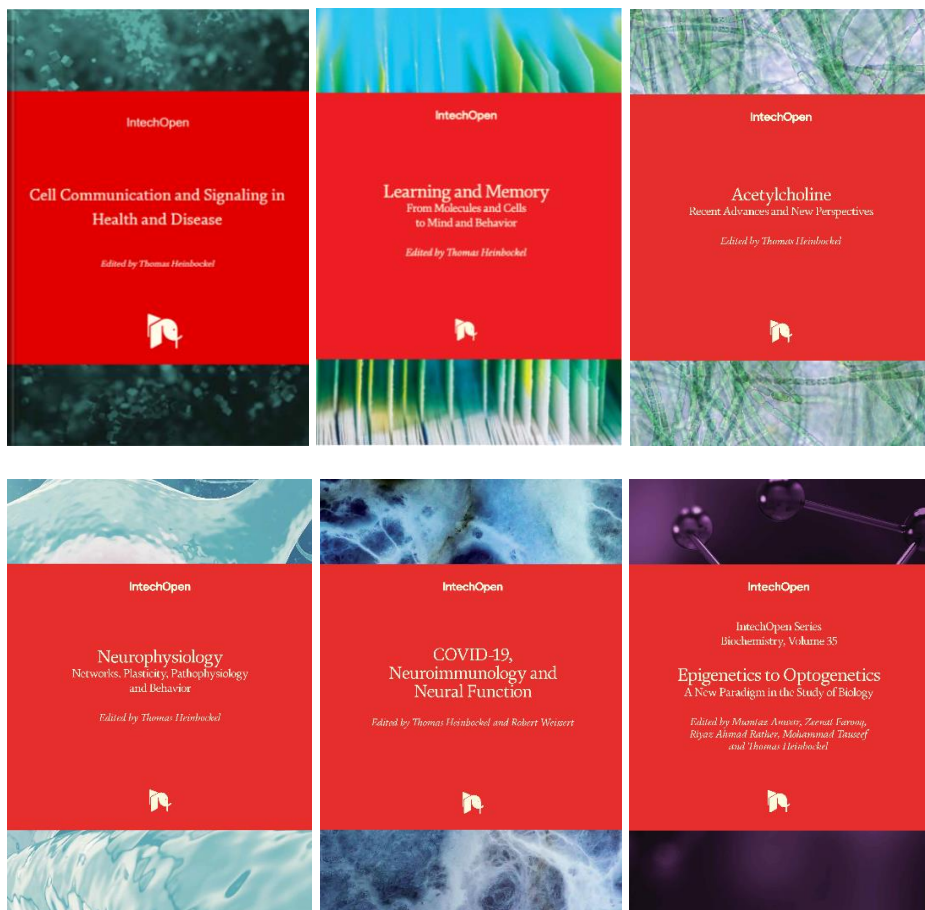 IntechOpen
Cell Communication and Signaling in
Health and Disease
Edited by Thomas Heinbockel
IntechOpen
Learning and Memory
From Molecules and Cells
to Mind and Behavior
Edited by Thomas Heinbockel
IntechOpen
Acetylcholine
Recent Advances and New Perspectives
Edited by Thomas Heinbockel
IntechOpen
Neurophysiology
Networks, Plasticity, Pathophysiology
and Behavior
Edited by Thomas Heinbockel
IntechOpen
COVID-19,
Neuroimmunology and
Neural Function
Edited by Thomas Heinbockel and Robert Weissert
IntechOpen
IntechOpen Series
Biochemistry, Volume 35
Epigenetics to Optogenetics
A New Paradigm in the Study of Biology
Edited by Mumtaz Anwar, Zeenat Farooq,
Riyaz Ahmad Rather, Mohammad Tauseef
and Thomas Heinbockel